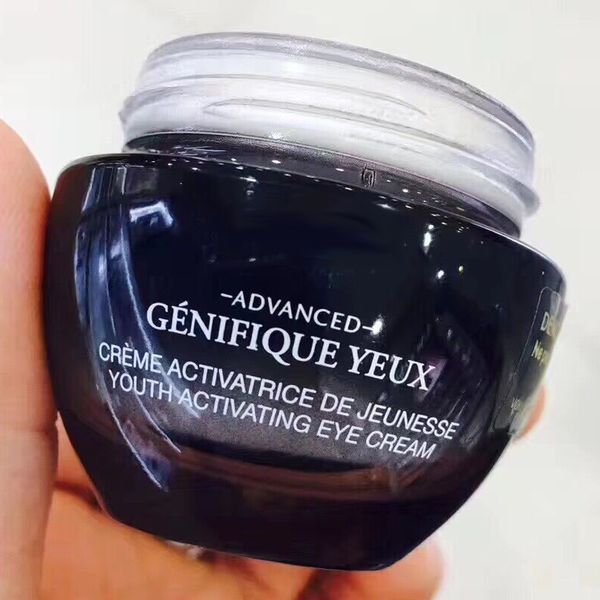 -ADVANCED-
GÉNIFIQUE YEUX
CRÈME ACTIVATRICE DE JEUNESSE
YOUTH ACTIVATING EYE CREAM